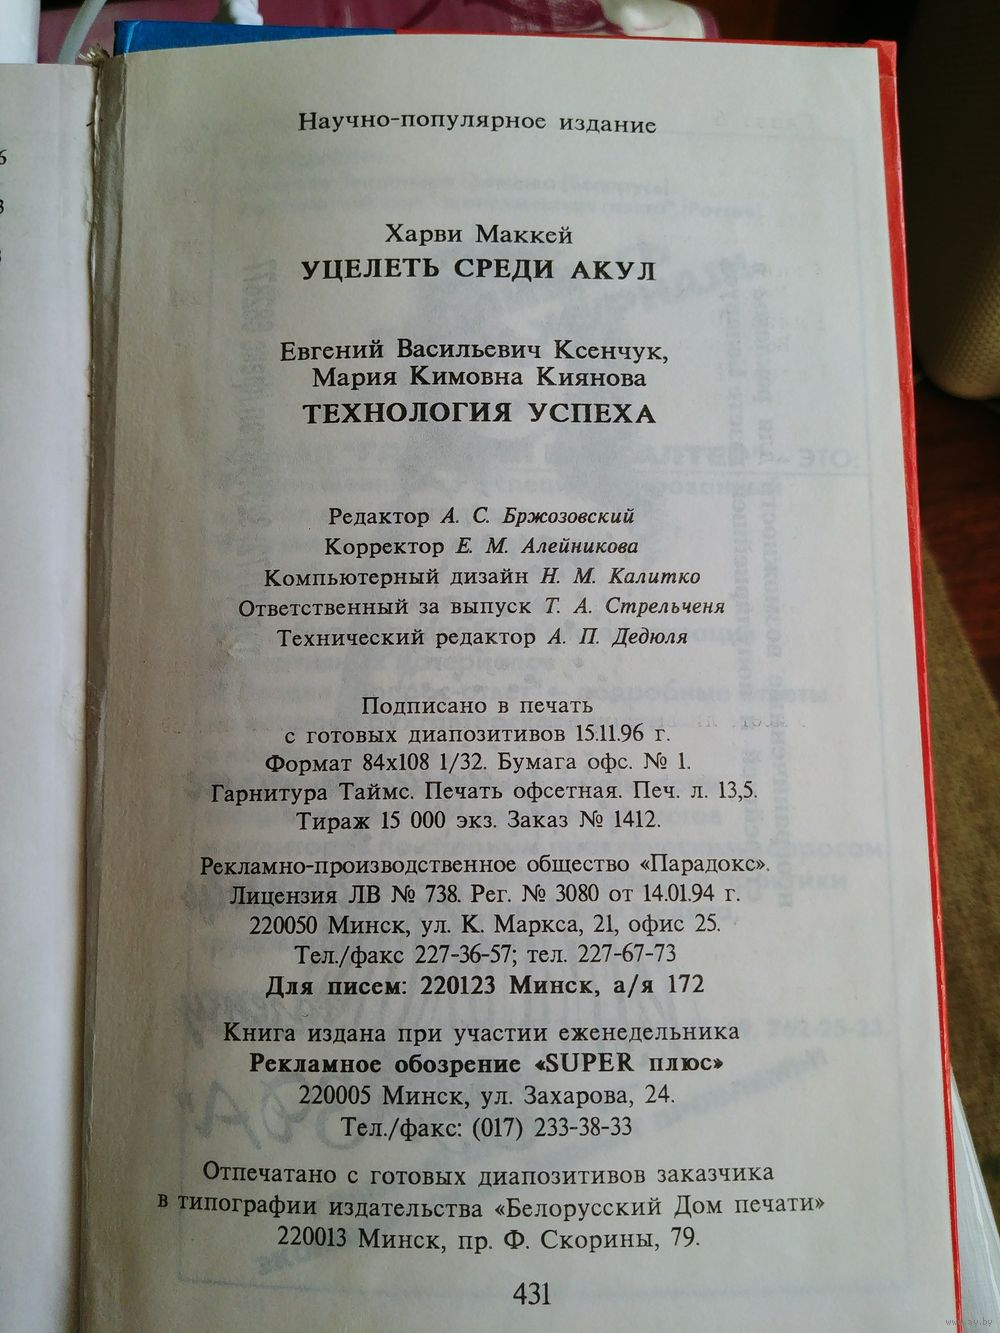 Научно-популярное издание
Харви Маккей
УЦЕЛЕТЬ СРЕДИ АКУЛ
Евгений Васильевич Ксенчук,
Мария Кимовна Киянова
ТЕХНОЛОГИЯ УСПЕХА
Редактор А. С. Бржозовский
Корректор Е. М. Алейникова
Компьютерный дизайн Н. М. Калитко
Ответственный за выпуск Т. А. Стрельченя
Технический редактор А. П. Дедюля
Подписано в печать
с готовых диапозитивов 15.11.96 г.
Формат 84х108 1/32. Бумага офс. № 1.
Гарнитура Таймс. Печать офсетная. Печ. л. 13,5.
Тираж 15 000 экз. Заказ № 1412.
Рекламно-производственное общество «Парадокс».
Лицензия ЛВ № 738. Рег. № 3080 от 14.01.94 г.
220050 Минск, ул. К. Маркса, 21, офис 25.
Тел./факс 227-36-57; тел. 227-67-73
Для писем: 220123 Минск, а/я 172
Книга издана при участии еженедельника
Рекламное обозрение «SUPER плюс»
220005 Минск, ул. Захарова, 24.
Тел./факс: (017) 233-38-33
Отпечатано с готовых диапозитивов заказчика
в типографии издательства «Белорусский Дом печати»
220013 Минск, пр. Ф. Скорины, 79.
431
www.ay.by